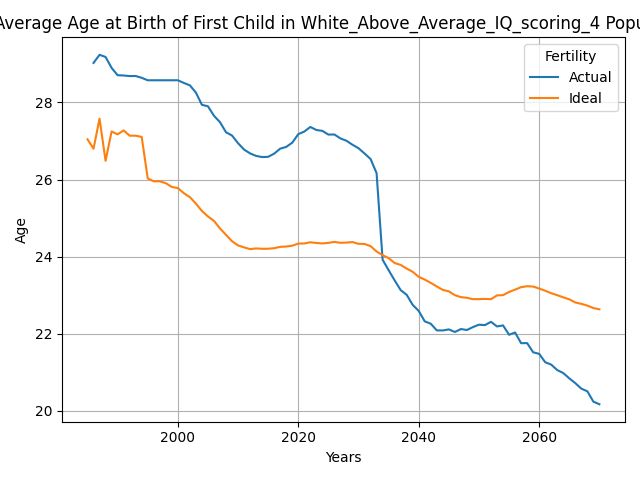 Average Age at Birth of First Child in White_Above_Average_IQ_scoring_4 Popu
Fertility
Actual
Ideal
28
26
24
22
20
Age
2000
2020
2040
2060
Years